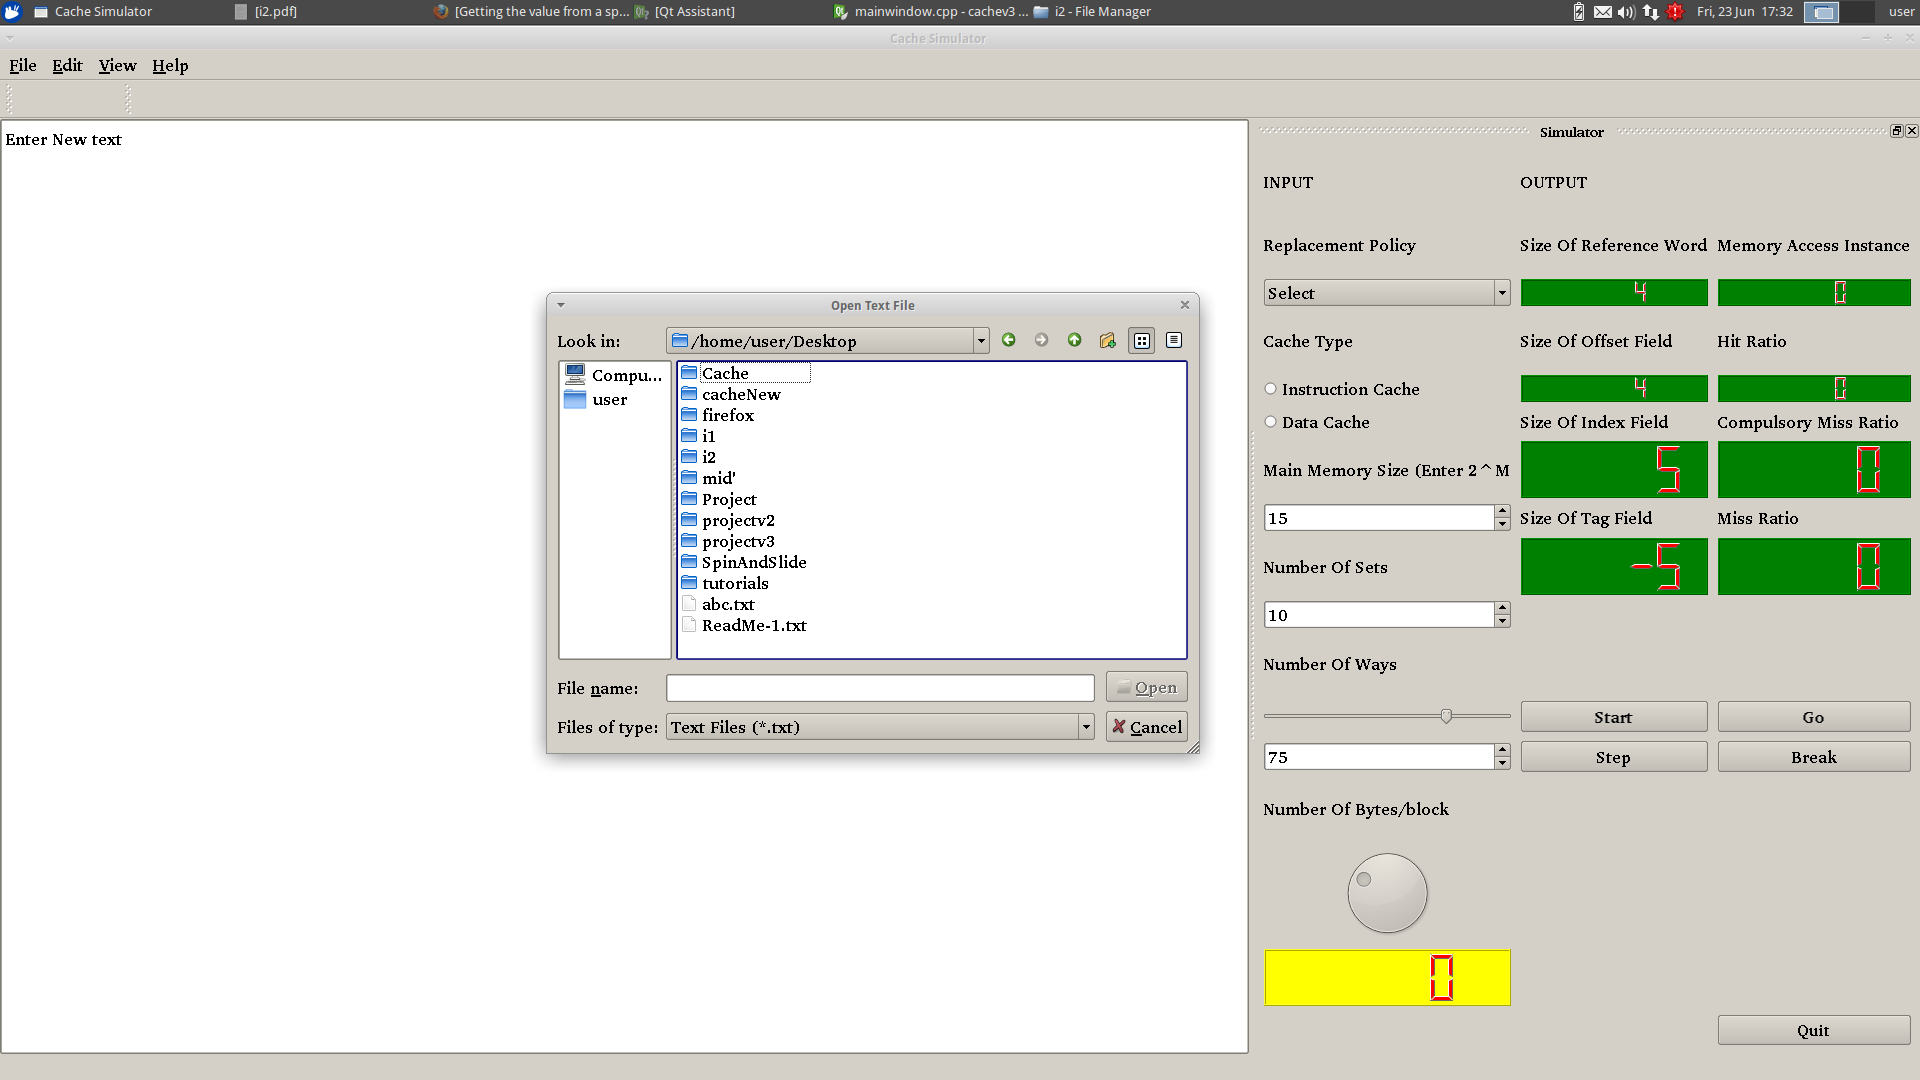 Cache Simulator
[i2.pdf]
[Getting the value from a sp...
[Qt Assistant]
mainwindow.cpp - cachev3 ...
i2 - File Manager
Fri, 23 Jun 17:32
user
Cache Simulator
File Edit View Help
Enter New text
Simulator
INPUT
OUTPUT
Replacement Policy
Size Of Reference Word
Memory Access Instance
Select
4
0
Cache Type
Size Of Offset Field
Hit Ratio
Instruction Cache
4
0
Data Cache
Size Of Index Field
Compulsory Miss Ratio
Main Memory Size (Enter 2^M
5
0
15
Size Of Tag Field
Miss Ratio
Number Of Sets
-5
0
10
Number Of Ways
Start
Go
75
Step
Break
Number Of Bytes/block
0
Quit
Open Text File
Look in:
/home/user/Desktop
Compu...
user
Cache
cacheNew
firefox
i1
i2
mid'
Project
projectv2
projectv3
SpinAndSlide
tutorials
abc.txt
ReadMe-1.txt
File name:
Open
Files of type:
Text Files (*.txt)
Cancel